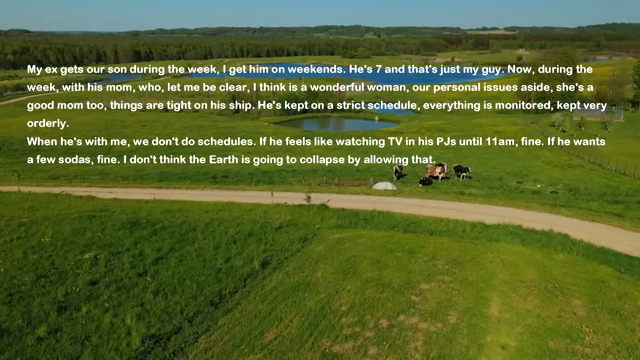 My ex gets our son during the week, I get him on weekends. He's 7 and that's just my guy. Now, during the
week, with his mom, who, let me be clear, I think is a wonderful woman, our personal issues aside, she's a
good mom too, things are tight on his ship. He's kept on a strict schedule, everything is monitored, kept very
orderly.
When he's with me, we don't do schedules. If he feels like watching TV in his PJs until 11am, fine. If he wants
a few sodas, fine. I don't think the Earth is going to collapse by allowing that.